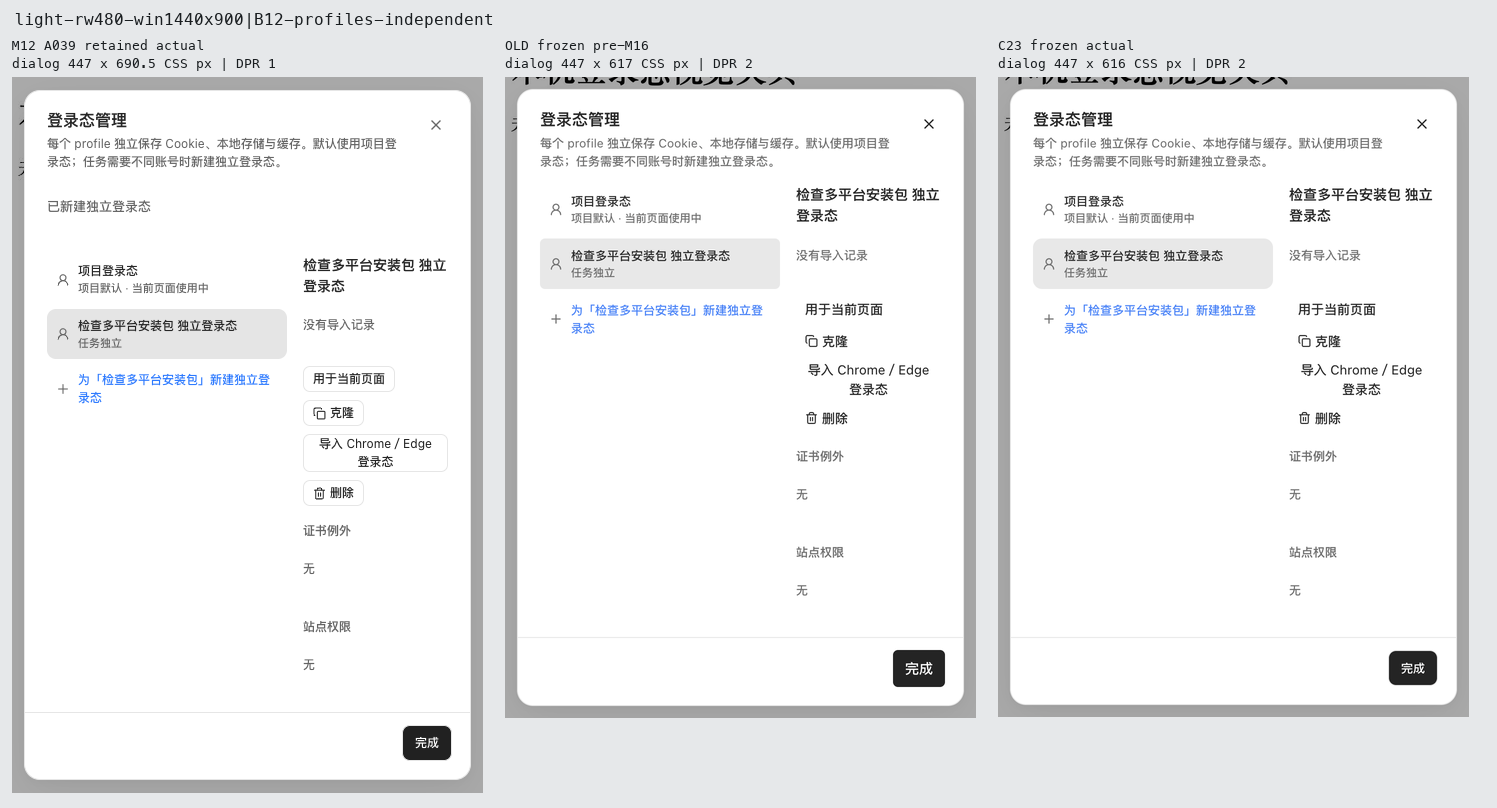 light-rw480-win1440x900|B12-profiles-independent
M12 A039 retained actual
dialog 447 x 690.5 CSS px | DPR 1
登录态管理
每个 profile 独立保存 Cookie、本地存储与缓存。默认使用项目登
录态；任务需要不同账号时新建独立登录态。
已新建独立登录态
项目登录态
项目默认 · 当前页面使用中
检查多平台安装包 独立登录态
任务独立
为「检查多平台安装包」新建独立登
录态
检查多平台安装包 独立
登录态
没有导入记录
用于当前页面
克隆
导入 Chrome / Edge
登录态
删除
证书例外
无
站点权限
无
完成
OLD frozen pre-M16
dialog 447 x 617 CSS px | DPR 2
登录态管理
每个 profile 独立保存 Cookie、本地存储与缓存。默认使用项目登
录态；任务需要不同账号时新建独立登录态。
项目登录态
项目默认 · 当前页面使用中
检查多平台安装包 独立登录态
任务独立
为「检查多平台安装包」新建独立登
录态
检查多平台安装包 独立
登录态
没有导入记录
用于当前页面
克隆
导入 Chrome / Edge
登录态
删除
证书例外
无
站点权限
无
完成
C23 frozen actual
dialog 447 x 616 CSS px | DPR 2
登录态管理
每个 profile 独立保存 Cookie、本地存储与缓存。默认使用项目登
录态；任务需要不同账号时新建独立登录态。
项目登录态
项目默认 · 当前页面使用中
检查多平台安装包 独立登录态
任务独立
为「检查多平台安装包」新建独立登
录态
检查多平台安装包 独立
登录态
没有导入记录
用于当前页面
克隆
导入 Chrome / Edge
登录态
删除
证书例外
无
站点权限
无
完成